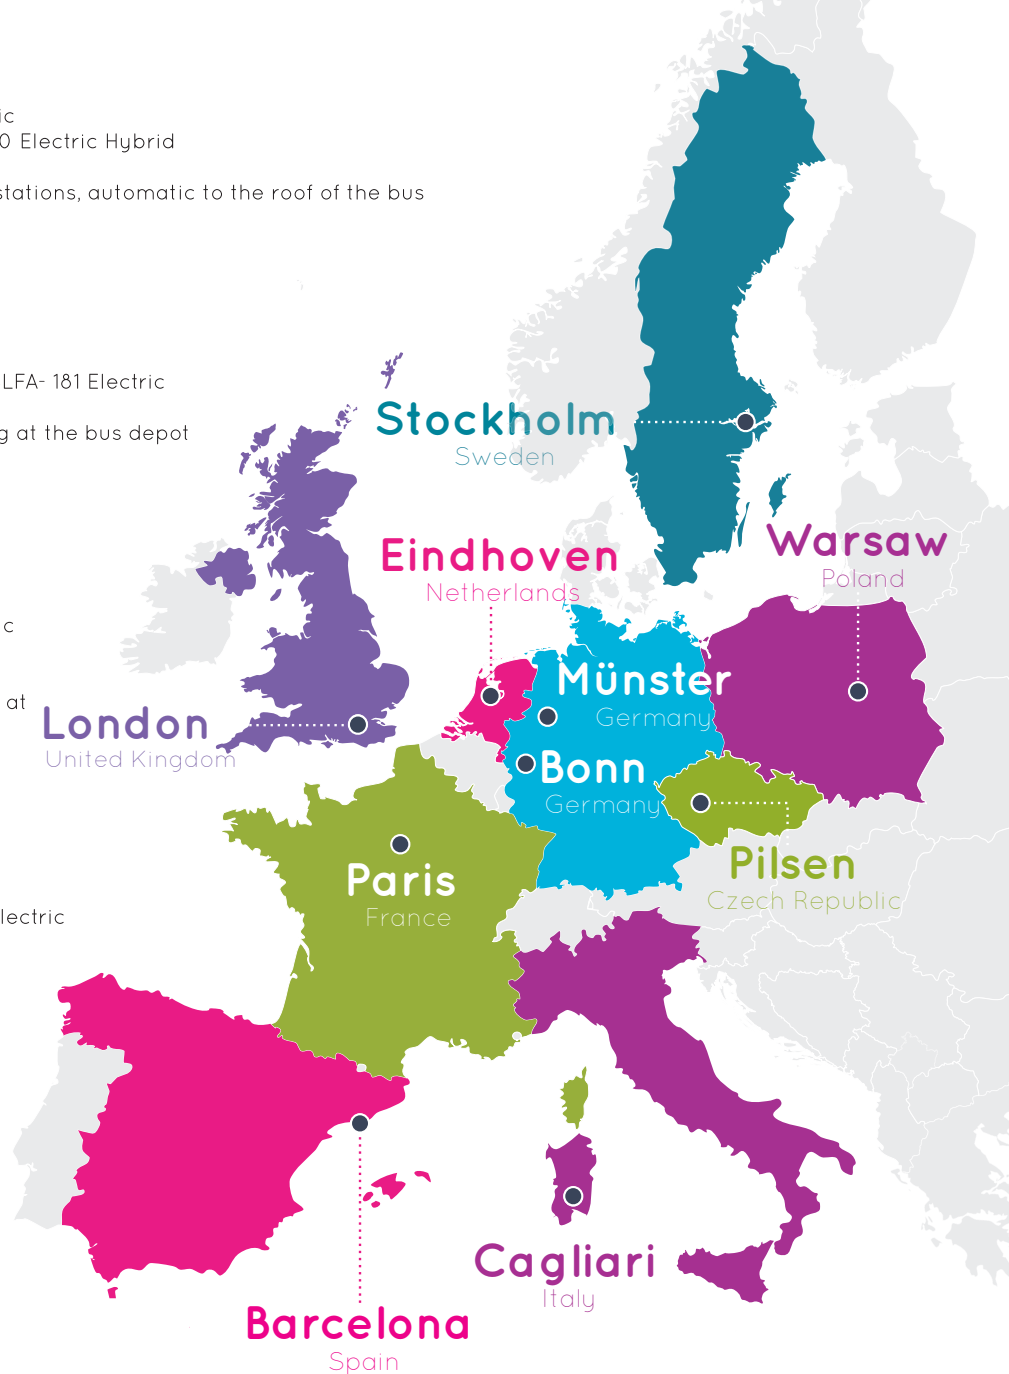 ic
0 Electric Hybrid
stations, automatic to the roof of the bus
LFA- 181 Electric
g at the bus depot
Stockholm
Sweden
Warsaw
Poland
Eindhoven
Netherlands
c
Münster
Germany
at
London
United Kingdom
Bonn
Germany
Pilsen
Czech Republic
Paris
France
lectric
Cagliari
Italy
Barcelona
Spain